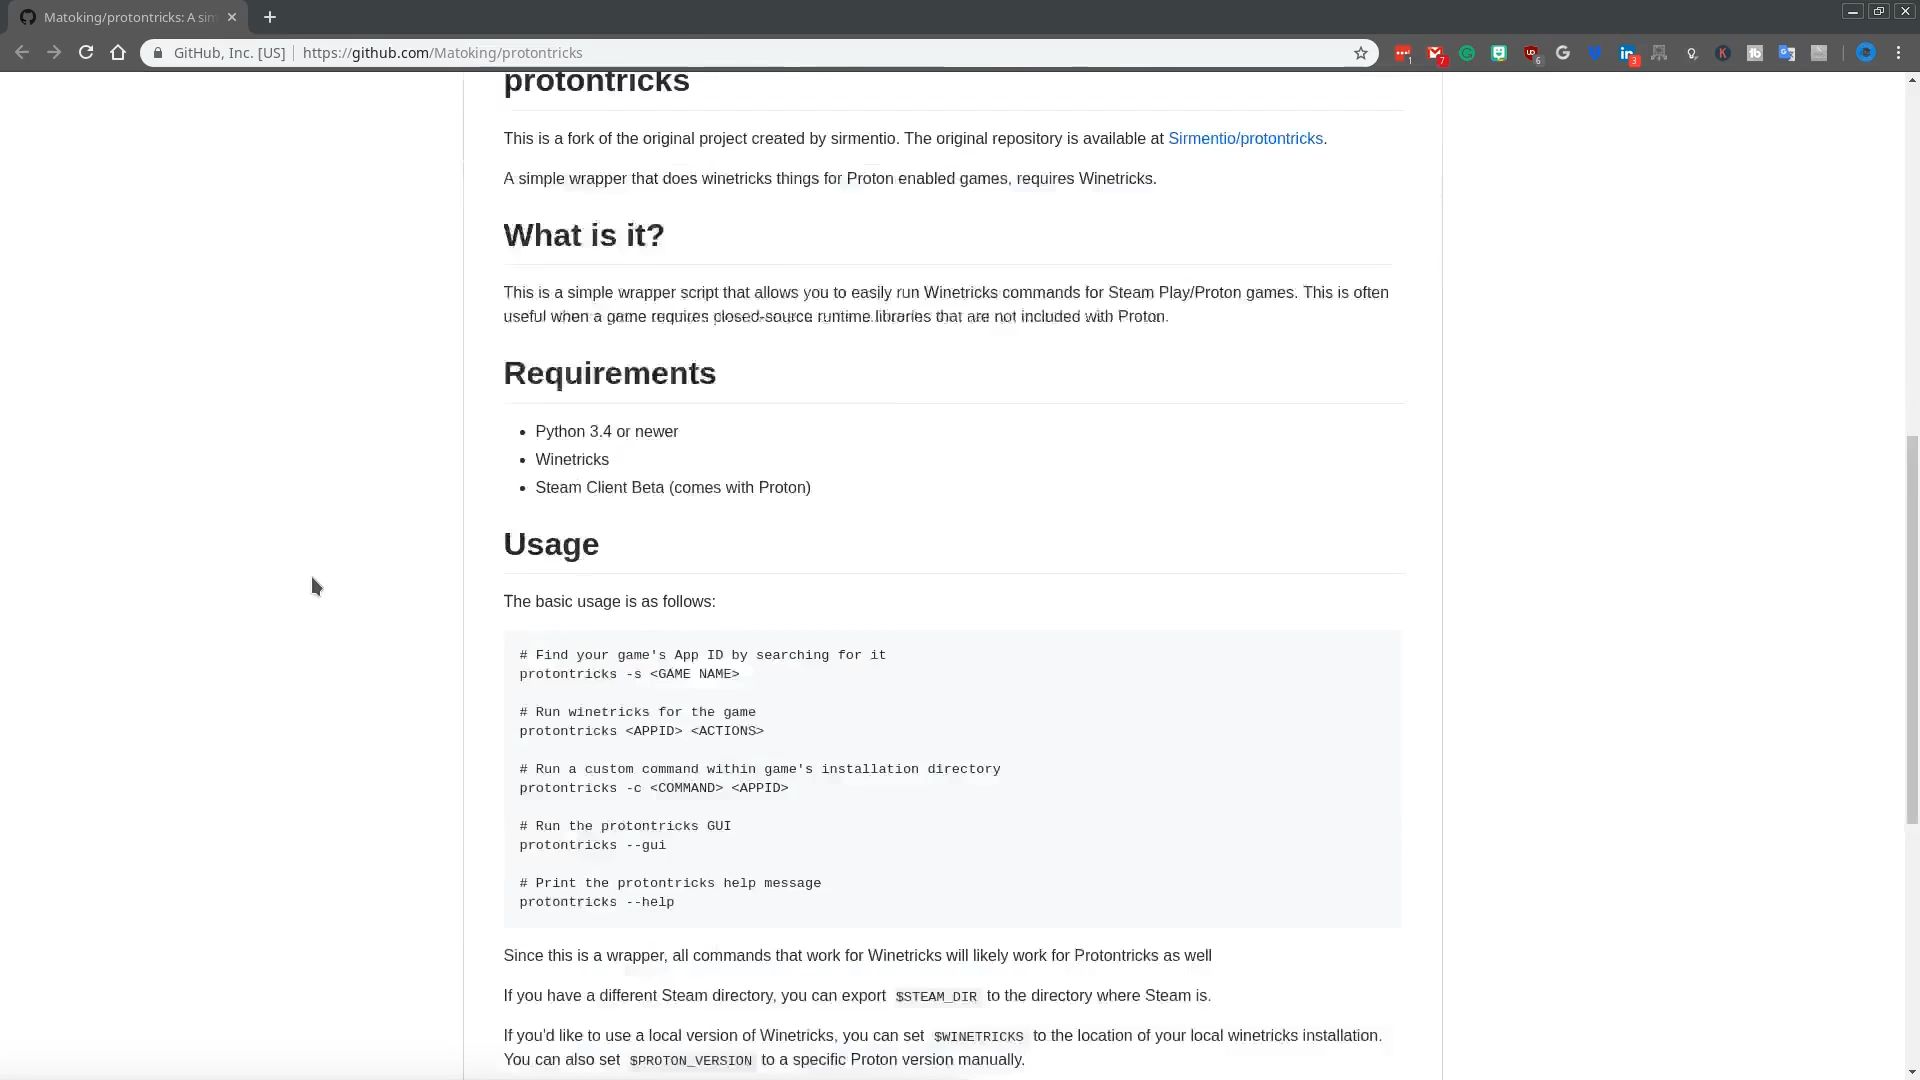 Matoking/protontricks: A sim
GitHub, Inc. [US] https://github.com/Matoking/protontricks
1
7
6
3
protontricks
This is a fork of the original project created by sirmentio. The original repository is available at Sirmentio/protontricks.
A simple wrapper that does winetricks things for Proton enabled games, requires Winetricks.
What is it?
This is a simple wrapper script that allows you to easily run Winetricks commands for Steam Play/Proton games. This is often
useful when a game requires closed-source runtime libraries that are not included with Proton.
Requirements
• Python 3.4 or newer
• Winetricks
• Steam Client Beta (comes with Proton)
Usage
The basic usage is as follows:
# Find your game's App ID by searching for it
protontricks -s <GAME NAME>
# Run winetricks for the game
protontricks <APPID> <ACTIONS>
# Run a custom command within game's installation directory
protontricks -c <COMMAND> <APPID>
# Run the protontricks GUI
protontricks --gui
# Print the protontricks help message
protontricks --help
Since this is a wrapper, all commands that work for Winetricks will likely work for Protontricks as well
If you have a different Steam directory, you can export $STEAM_DIR to the directory where Steam is.
If you'd like to use a local version of Winetricks, you can set $WINETRICKS to the location of your local winetricks installation.
You can also set $PROTON_VERSION to a specific Proton version manually.